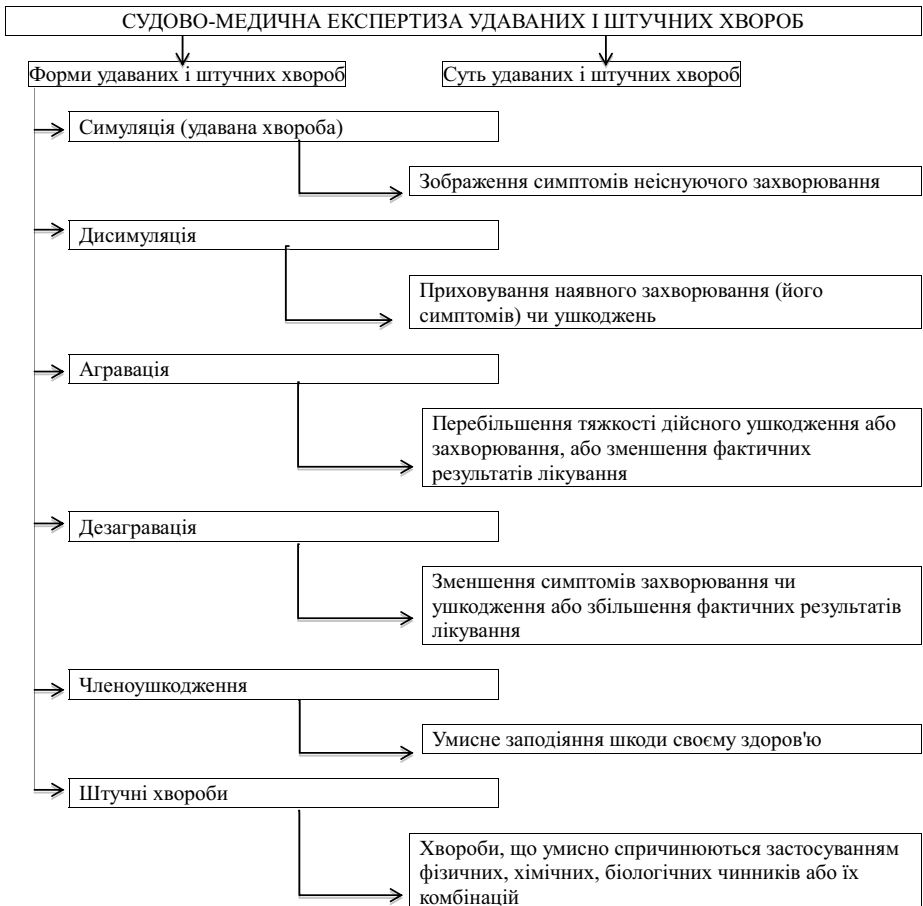 СУДОВО-МЕДИЧНА ЕКСПЕРТИЗА УДАВАНИХ І ШТУЧНИХ ХВОРОБ
Форми удаваних і штучних хвороб
Суть удаваних і штучних хвороб
Симуляція (удавана хвороба)
Зображення симптомів неіснуючого захворювання
Дисимуляція
Приховування наявного захворювання (його
симптомів) чи ушкоджень
Агравація
Перебільшення тяжкості дійсного ушкодження або
захворювання, або зменшення фактичних
результатів лікування
Дезагравація
Зменшення симптомів захворювання чи
ушкодження або збільшення фактичних результатів
лікування
Членоушкодження
Умисне заподіяння шкоди своєму здоров'ю
Штучні хвороби
Хвороби, що умисно спричинюються застосуванням
фізичних, хімічних, біологічних чинників або їх
комбінацій